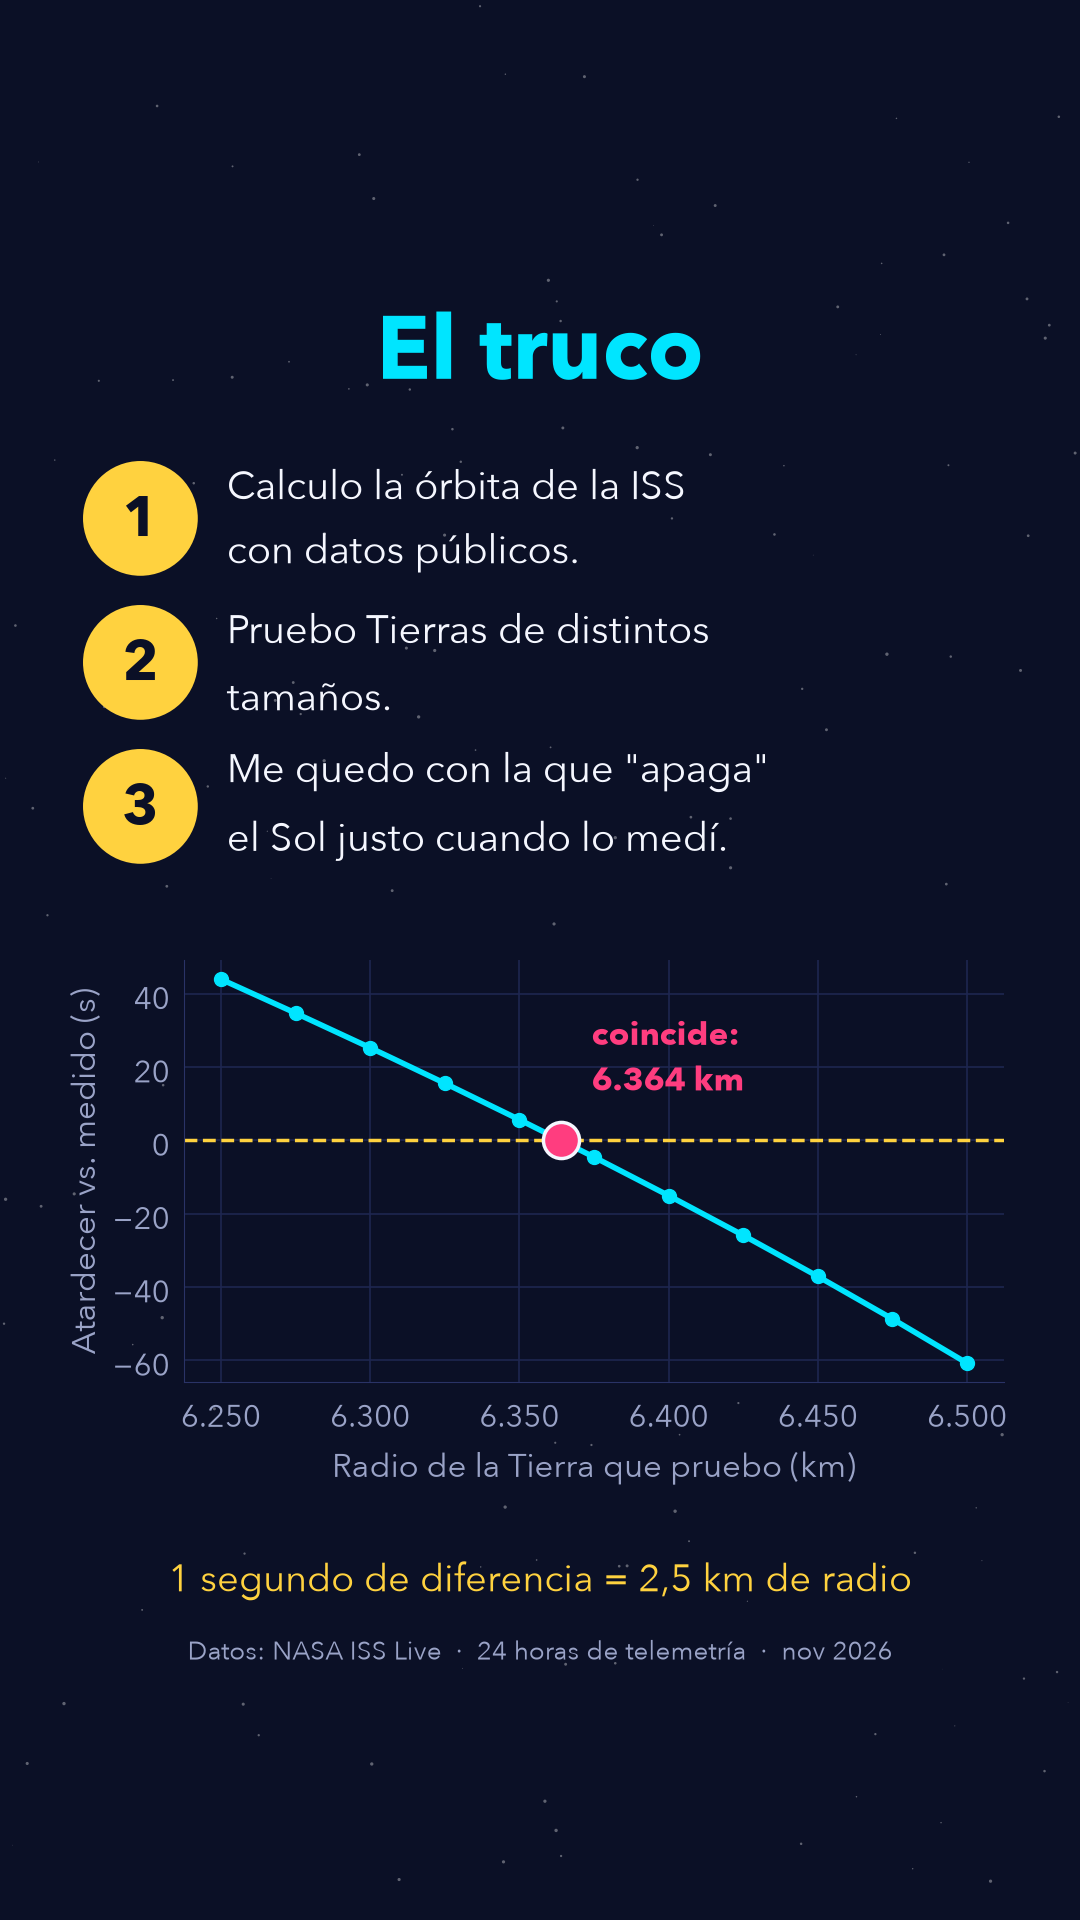 El truco
1
Calculo la órbita de la ISS
con datos públicos.
2
Pruebo Tierras de distintos
tamaños.
3
Me quedo con la que "apaga"
el Sol justo cuando lo medí.
Atardecer vs. medido (s)
40
20
0
−20
−40
−60
coincide:
6.364 km
6.250 6.300 6.350 6.400 6.450 6.500
Radio de la Tierra que pruebo (km)
1 segundo de diferencia = 2,5 km de radio
Datos: NASA ISS Live · 24 horas de telemetría · nov 2026